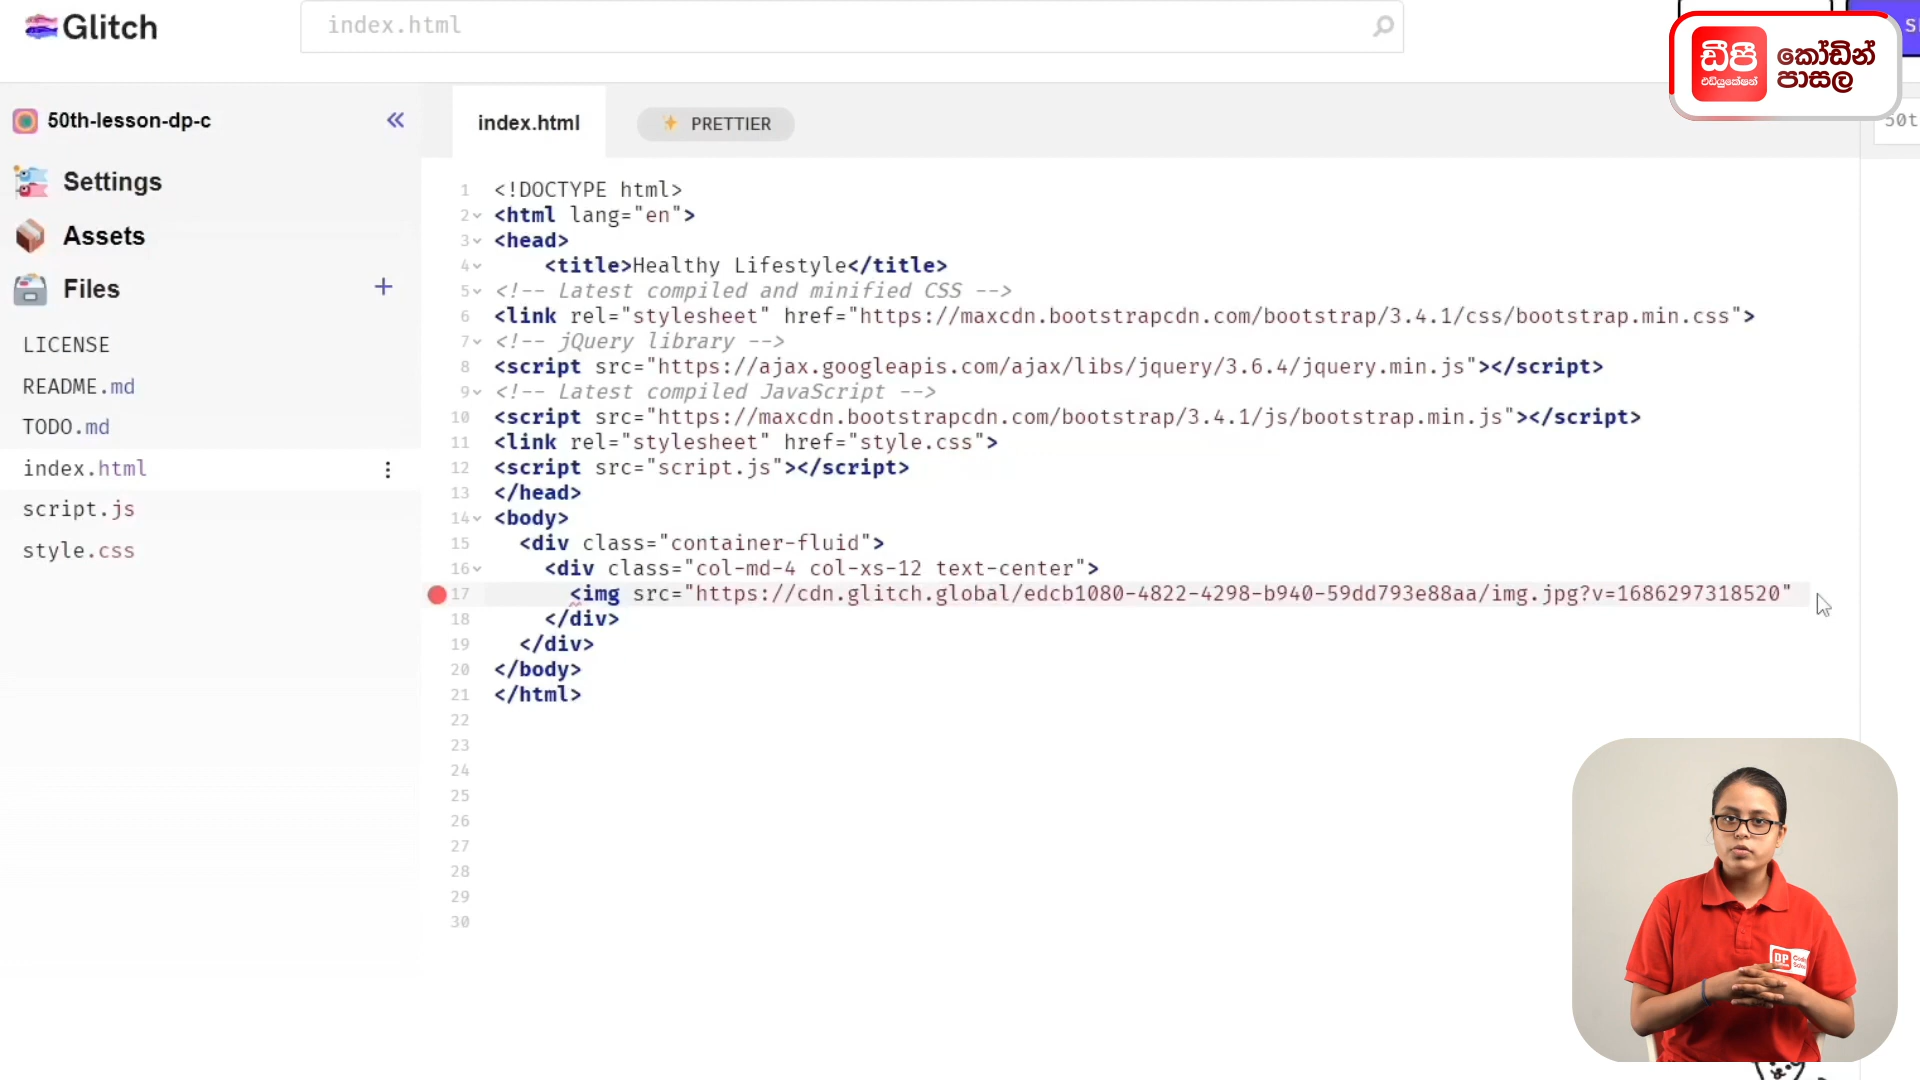 Glitch
index.html
S
ඩීපී
එඩියුකේෂන්
කෝඩින්
පාසල
50th-lesson-dp-c
index.html
PRETTIER
50t
Settings
Assets
Files
LICENSE
README.md
TODO.md
index.html
script.js
style.css
1 <!DOCTYPE html>
2 <html lang="en">
3 <head>
4 <title>Healthy Lifestyle</title>
5 <!-- Latest compiled and minified CSS -->
6 <link rel="stylesheet" href="https://maxcdn.bootstrapcdn.com/bootstrap/3.4.1/css/bootstrap.min.css">
7 <!-- jQuery library -->
8 <script src="https://ajax.googleapis.com/ajax/libs/jquery/3.6.4/jquery.min.js"></script>
9 <!-- Latest compiled JavaScript -->
10 <script src="https://maxcdn.bootstrapcdn.com/bootstrap/3.4.1/js/bootstrap.min.js"></script>
11 <link rel="stylesheet" href="style.css">
12 <script src="script.js"></script>
13 </head>
14 <body>
15 <div class="container-fluid">
16 <div class="col-md-4 col-xs-12 text-center">
17 <img src="https://cdn.glitch.global/edcb1080-4822-4298-b940-59dd793e88aa/img.jpg?v=1686297318520"
18 </div>
19 </div>
20 </body>
21 </html>
22
23
24
25
26
27
28
29
30
DP